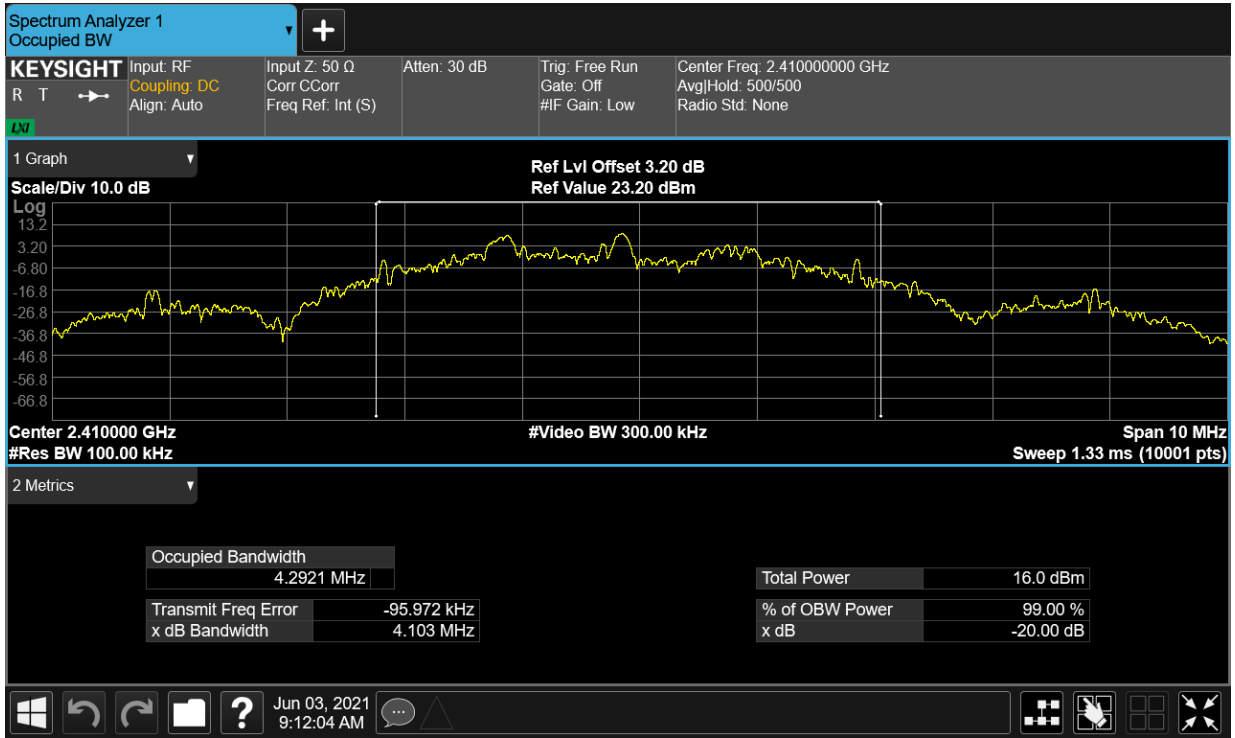 Spectrum Analyzer 1
Occupied BW
KEYSIGHT
R T
LXI
Input: RF
Coupling: DC
Align: Auto
Input Z: 50 Ω
Corr CCorr
Freq Ref: Int (S)
Atten: 30 dB
Trig: Free Run
Gate: Off
#IF Gain: Low
Center Freq: 2.410000000 GHz
Avg|Hold: 500/500
Radio Std: None
1 Graph
Scale/Div 10.0 dB
Ref Lvl Offset 3.20 dB
Ref Value 23.20 dBm
Log
13.2
3.20
-6.80
-16.8
-26.8
-36.8
-46.8
-56.8
-66.8
Center 2.410000 GHz
#Video BW 300.00 kHz
Span 10 MHz
#Res BW 100.00 kHz
Sweep 1.33 ms (10001 pts)
2 Metrics
Occupied Bandwidth
4.2921 MHz
Transmit Freq Error -95.972 kHz
x dB Bandwidth 4.103 MHz
Total Power 16.0 dBm
% of OBW Power 99.00 %
x dB -20.00 dB
?
Jun 03, 2021
9:12:04 AM